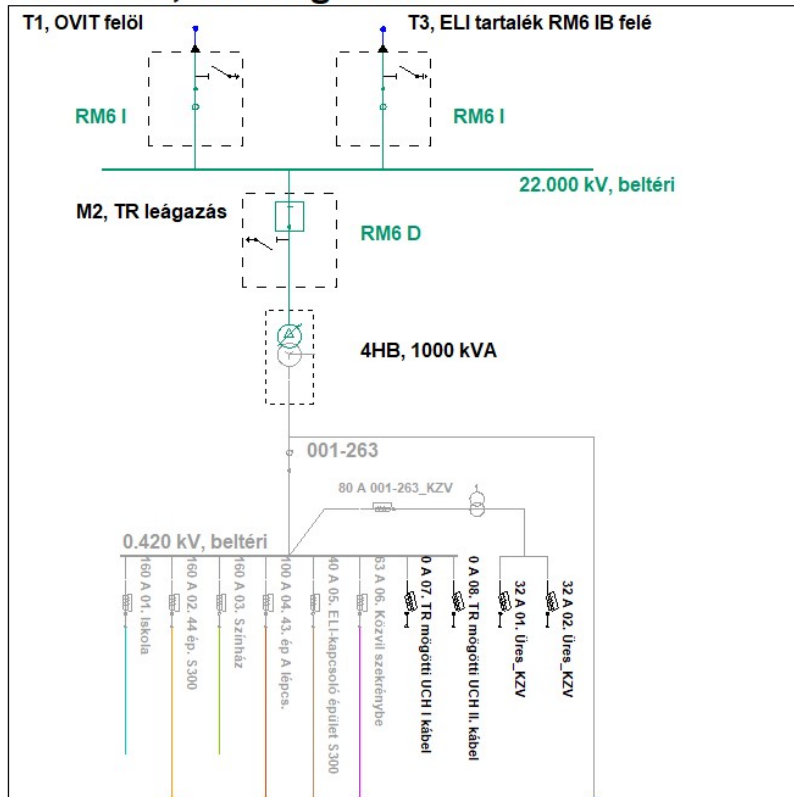 T1, OVIT felöl
T3, ELI tartalék RM6 IB felé
RM6 I
RM6 I
22.000 kV, beltéri
M2, TR leágazás
RM6 D
4HB, 1000 kVA
001-263
80 A 001-263_KZV
0.420 kV, beltéri
160 A 01. Iskola
160 A 02. 44 ép. S300
160 A 03. Színház
100 A 04. 43. ép A lépcs.
40 A 05. ELI-kapcsoló épület S300
63 A 06. Közvil szekrénybe
0 A 07. TR mögötti UCH I kábel
0 A 08. TR mögötti UCH II. kábel
32 A 01. Üres_KZV
32 A 02. Üres_KZV